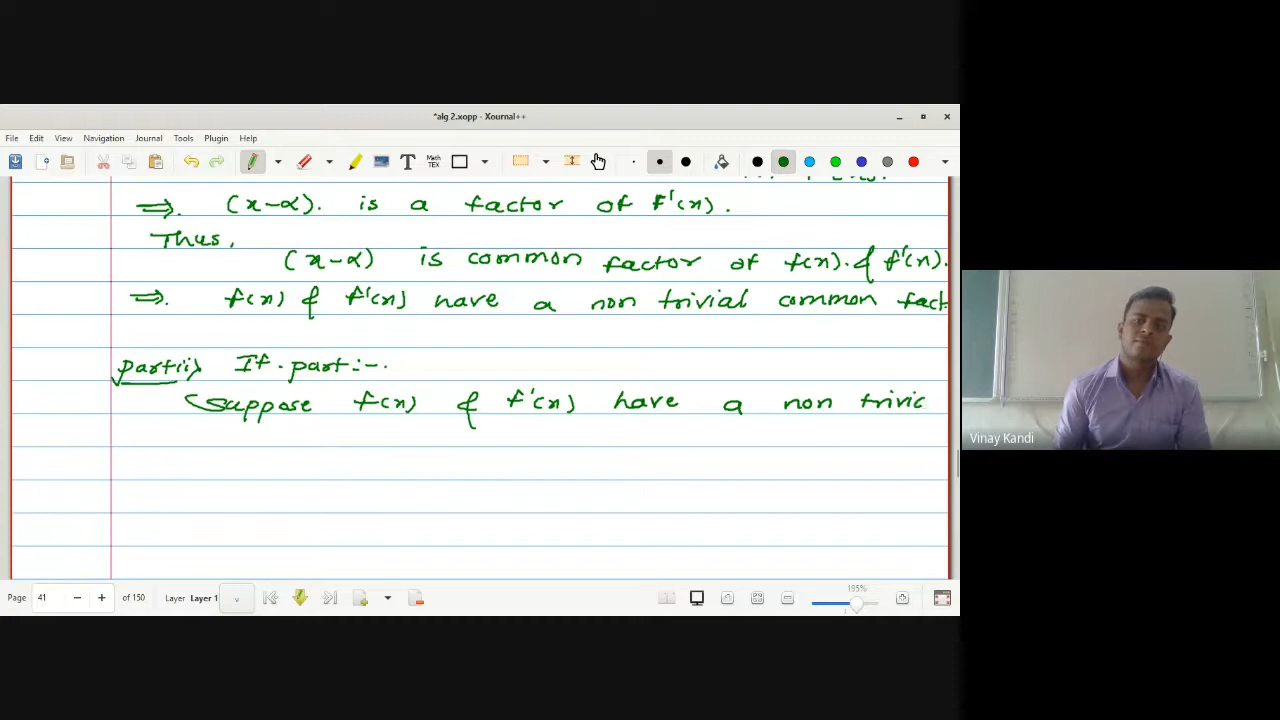 *alg 2.xopp - Xournal++
File Edit View Navigation Journal Tools Plugin Help
⇒. (x-α). is a factor of f'(x).
Thus,
(x-α) is common factor of f(x). & f'(x).
⇒. f(x) & f'(x) have a non trivial common fact.
part ii) If. part :-.
Suppose f(x) & f'(x) have a non trivic
Vinay Kandi
Page 41 of 150 Layer Layer 1 195%